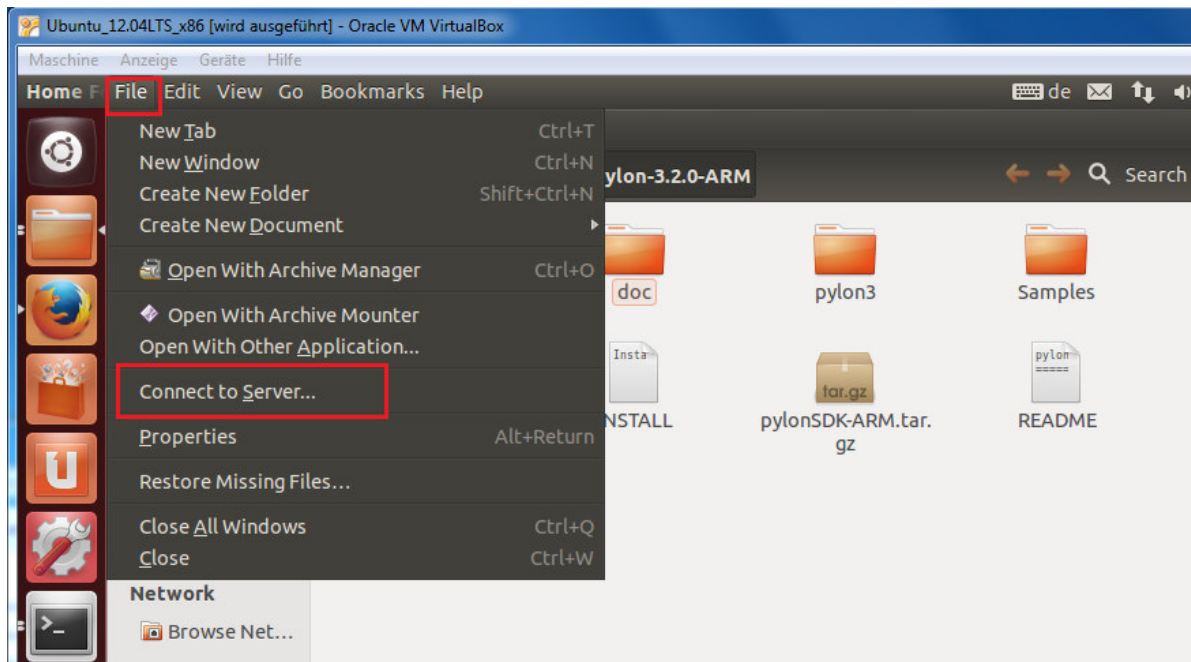 Ubuntu_12.04LTS_x86 [wird ausgeführt] - Oracle VM VirtualBox
Maschine Anzeige Geräte Hilfe
Home F File Edit View Go Bookmarks Help de
New Tab Ctrl+T
New Window Ctrl+N
Create New Folder Shift+Ctrl+N
Create New Document
Open With Archive Manager Ctrl+O
Open With Archive Mounter
Open With Other Application...
Connect to Server...
Properties Alt+Return
Restore Missing Files...
Close All Windows Ctrl+Q
Close Ctrl+W
ylon-3.2.0-ARM Search
doc pylon3 Samples
Insta tar.gz pylon
=====
NSTALL pylonSDK-ARM.tar. README
gz
Network
Browse Net...
>_